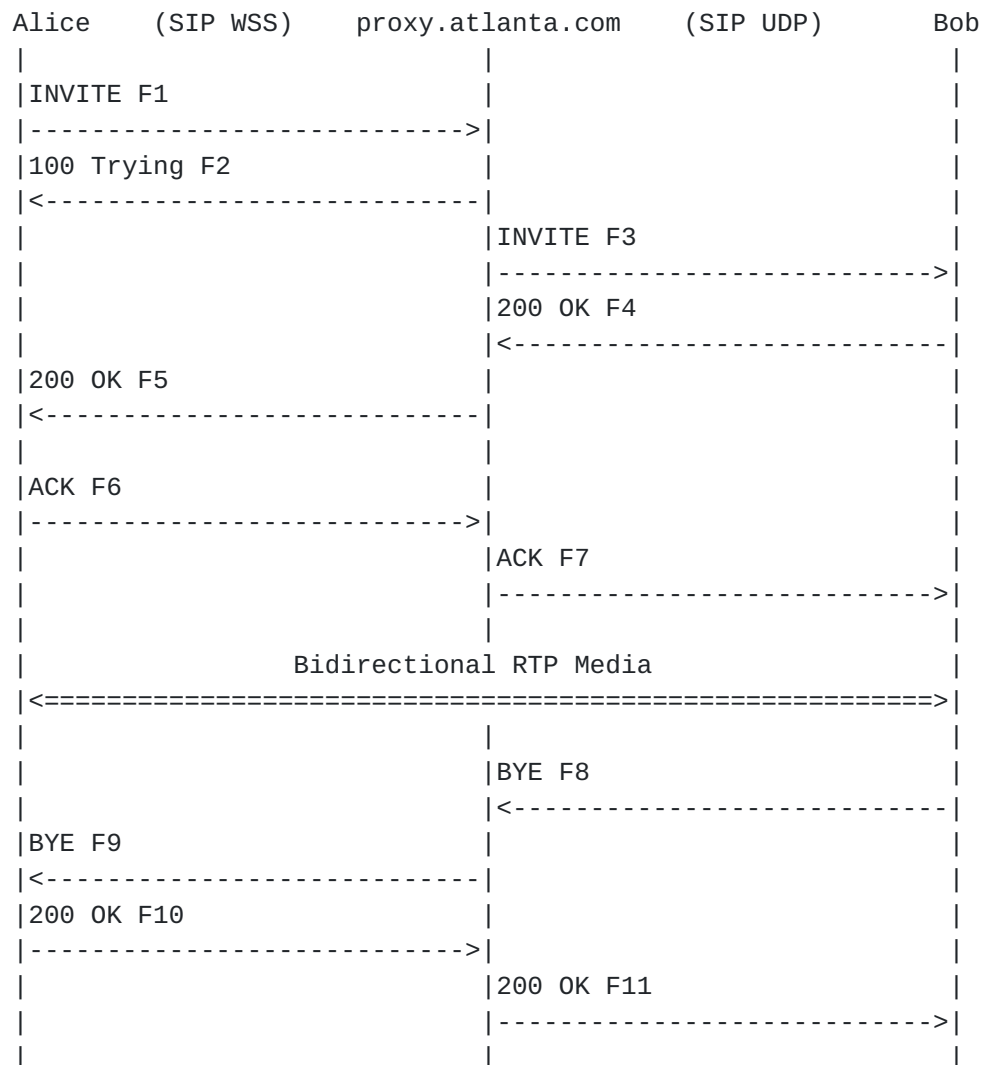 Alice    (SIP WSS)    proxy.atlanta.com    (SIP UDP)       Bob
|                             |                             |
|INVITE F1                    |                             |
|---------------------------->|                             |
|100 Trying F2                |                             |
|<----------------------------|                             |
|                             |INVITE F3                    |
|                             |---------------------------->|
|                             |200 OK F4                    |
|                             |<----------------------------|
|200 OK F5                    |                             |
|<----------------------------|                             |
|                             |                             |
|ACK F6                       |                             |
|---------------------------->|                             |
|                             |ACK F7                       |
|                             |---------------------------->|
|                             |                             |
|                 Bidirectional RTP Media                   |
|<=========================================================>|
|                             |                             |
|                             |BYE F8                       |
|                             |<----------------------------|
|BYE F9                       |                             |
|<----------------------------|                             |
|200 OK F10                   |                             |
|---------------------------->|                             |
|                             |200 OK F11                   |
|                             |---------------------------->|
|                             |                             |